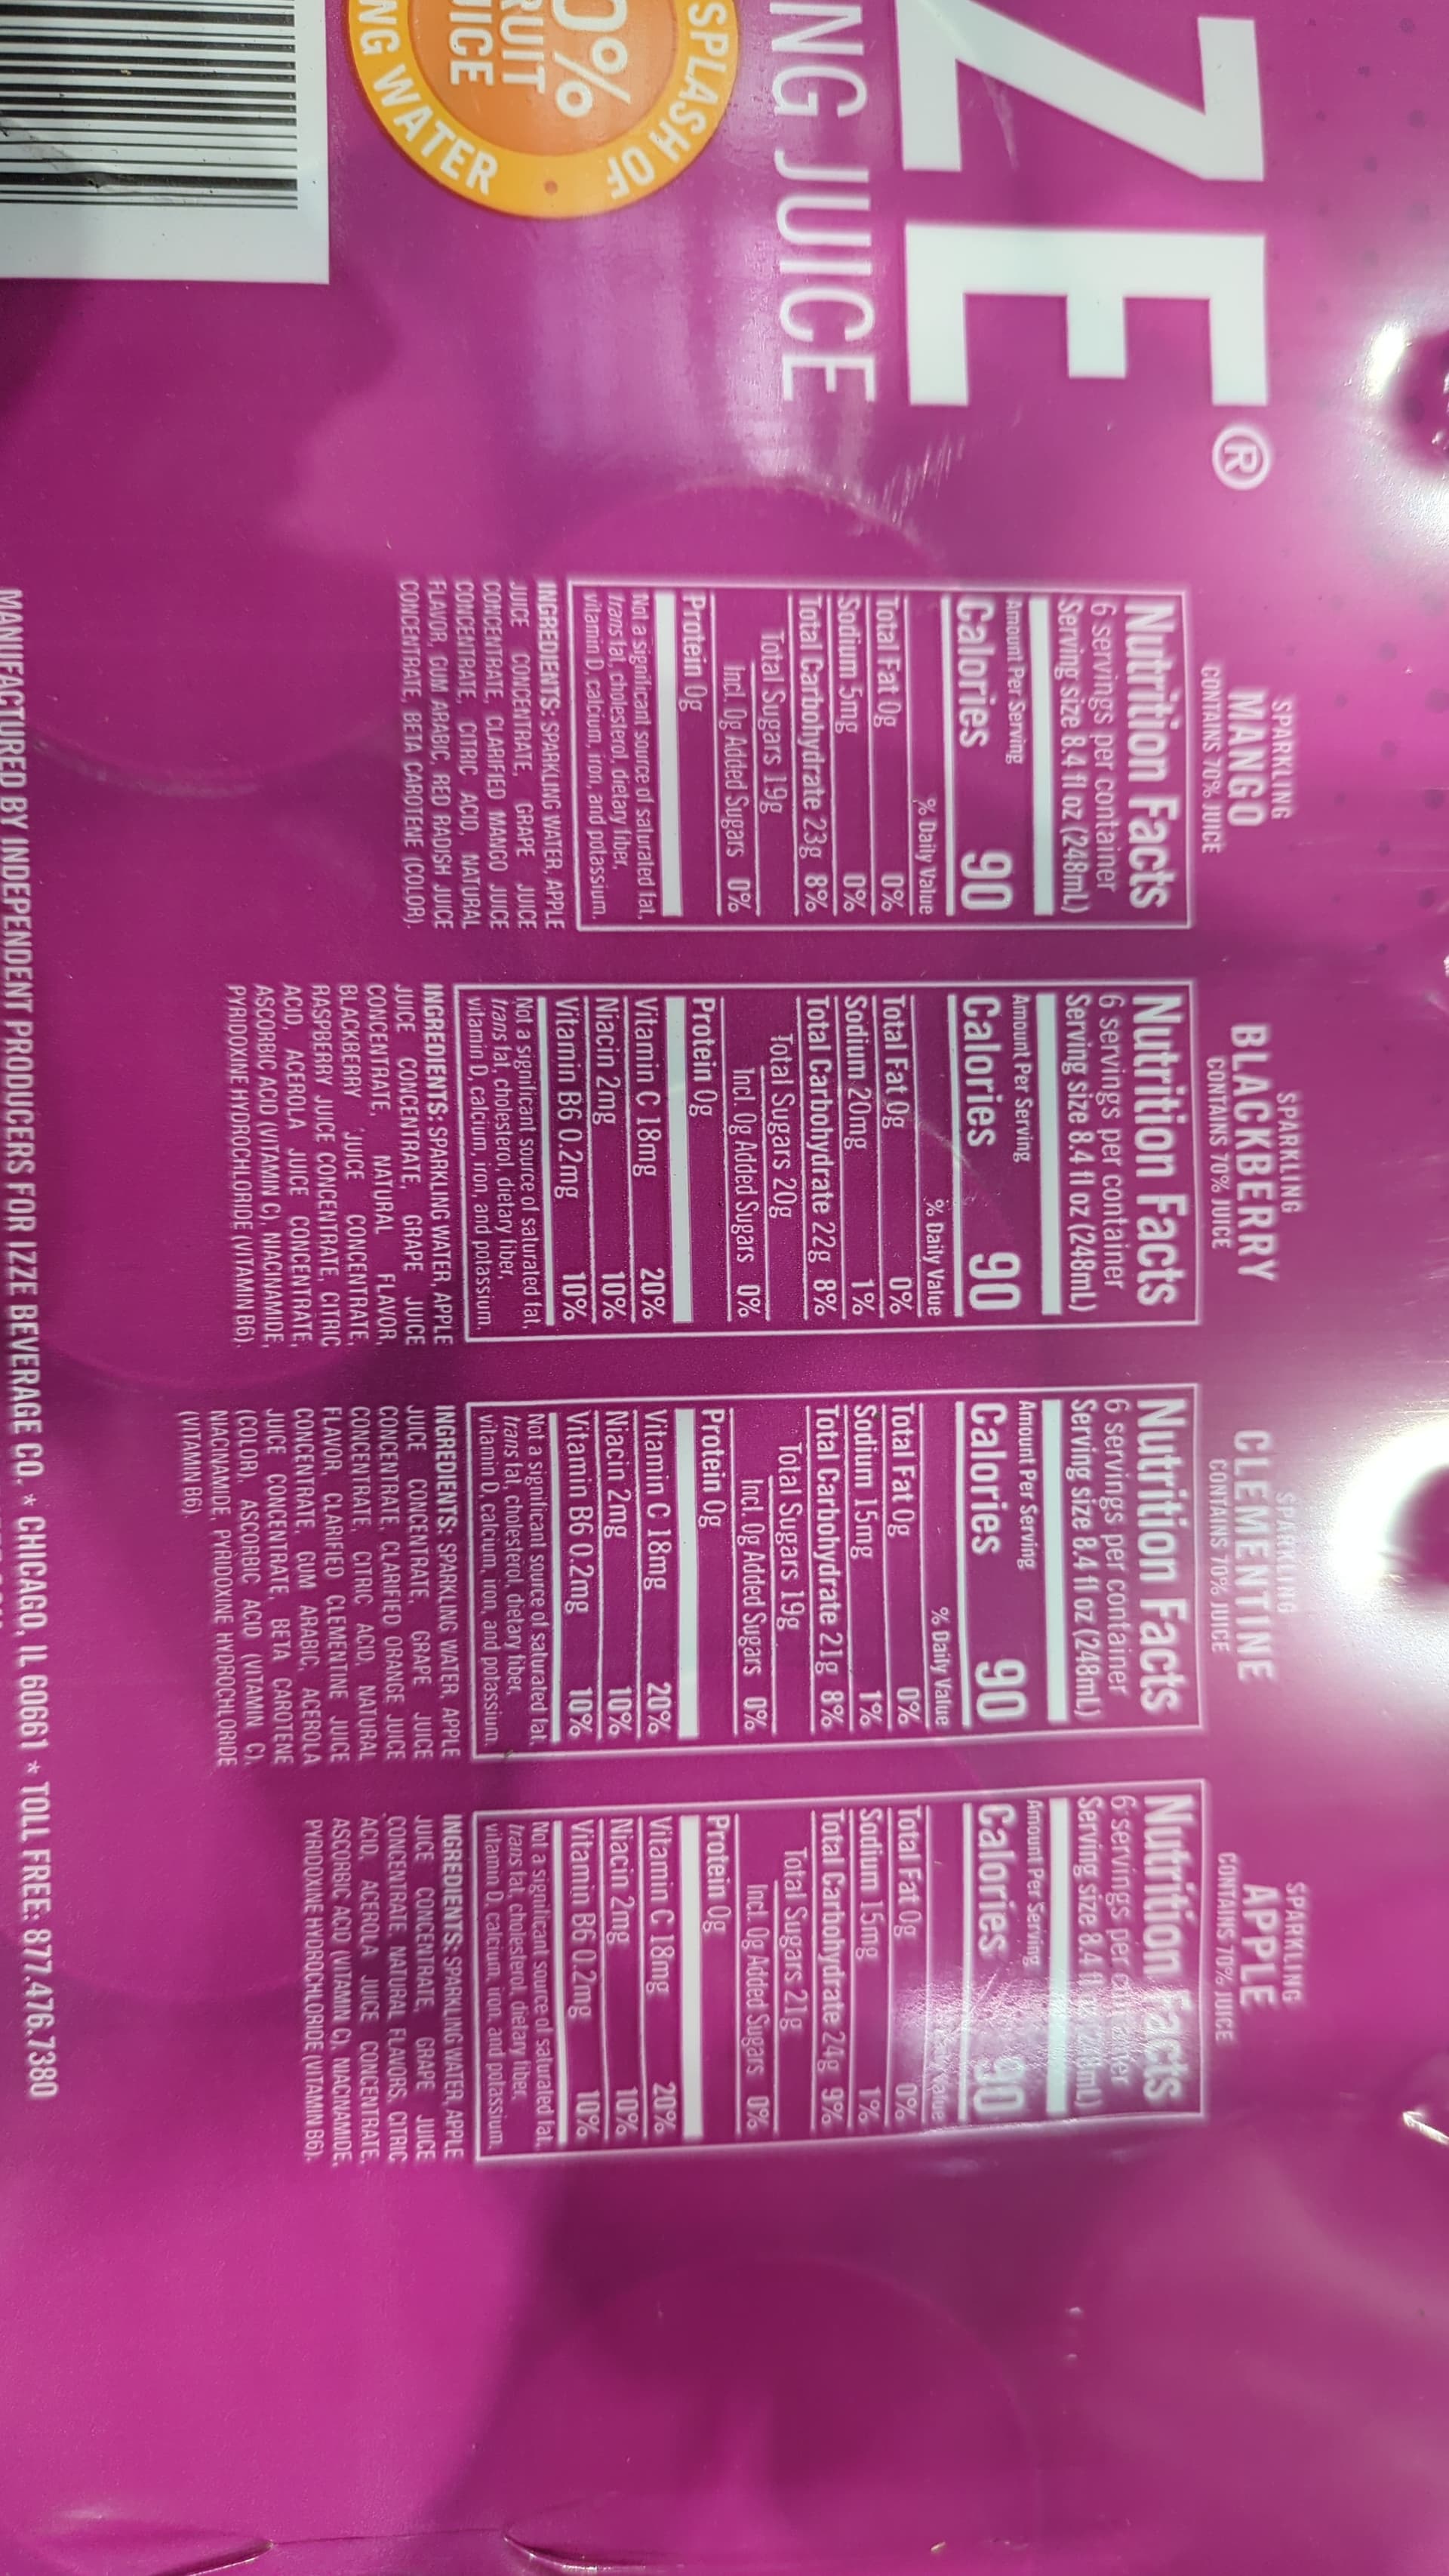 ZE®
NG JUICE
SPLASH OF
0%
RUIT
UICE
NG WATER
SPARKLING
MANGO
CONTAINS 70% JUICE
Nutrition Facts
6 servings per container
Serving size 8.4 fl oz (248mL)
Amount Per Serving
Calories 90
% Daily Value
Total Fat 0g 0%
Sodium 5mg 0%
Total Carbohydrate 23g 8%
Total Sugars 19g
Incl. 0g Added Sugars 0%
Protein 0g
Not a significant source of saturated fat,
trans fat, cholesterol, dietary fiber,
vitamin D, calcium, iron, and potassium.
INGREDIENTS: SPARKLING WATER, APPLE
JUICE CONCENTRATE, GRAPE JUICE
CONCENTRATE, CLARIFIED MANGO JUICE
CONCENTRATE, CITRIC ACID, NATURAL
FLAVOR, GUM ARABIC, RED RADISH JUICE
CONCENTRATE, BETA CAROTENE (COLOR).
SPARKLING
BLACKBERRY
CONTAINS 70% JUICE
Nutrition Facts
6 servings per container
Serving size 8.4 fl oz (248mL)
Amount Per Serving
Calories 90
% Daily Value
Total Fat 0g 0%
Sodium 20mg 1%
Total Carbohydrate 22g 8%
Total Sugars 20g
Incl. 0g Added Sugars 0%
Protein 0g
Vitamin C 18mg 20%
Niacin 2mg 10%
Vitamin B6 0.2mg 10%
Not a significant source of saturated fat,
trans fat, cholesterol, dietary fiber,
vitamin D, calcium, iron, and potassium.
INGREDIENTS: SPARKLING WATER, APPLE
JUICE CONCENTRATE, GRAPE JUICE
CONCENTRATE, NATURAL FLAVOR,
BLACKBERRY JUICE CONCENTRATE,
RASPBERRY JUICE CONCENTRATE, CITRIC
ACID, ACEROLA JUICE CONCENTRATE,
ASCORBIC ACID (VITAMIN C), NIACINAMIDE,
PYRIDOXINE HYDROCHLORIDE (VITAMIN B6).
SPARKLING
CLEMENTINE
CONTAINS 70% JUICE
Nutrition Facts
6 servings per container
Serving size 8.4 fl oz (248mL)
Amount Per Serving
Calories 90
% Daily Value
Total Fat 0g 0%
Sodium 15mg 1%
Total Carbohydrate 21g 8%
Total Sugars 19g
Incl. 0g Added Sugars 0%
Protein 0g
Vitamin C 18mg 20%
Niacin 2mg 10%
Vitamin B6 0.2mg 10%
Not a significant source of saturated fat,
trans fat, cholesterol, dietary fiber,
vitamin D, calcium, iron, and potassium.
INGREDIENTS: SPARKLING WATER, APPLE
JUICE CONCENTRATE, GRAPE JUICE
CONCENTRATE, CLARIFIED ORANGE JUICE
CONCENTRATE, CITRIC ACID, NATURAL
FLAVOR, CLARIFIED CLEMENTINE JUICE
CONCENTRATE, GUM ARABIC, ACEROLA
JUICE CONCENTRATE, BETA CAROTENE
(COLOR), ASCORBIC ACID (VITAMIN C),
NIACINAMIDE, PYRIDOXINE HYDROCHLORIDE
(VITAMIN B6).
SPARKLING
APPLE
CONTAINS 70% JUICE
Nutrition Facts
6 servings per container
Serving size 8.4 fl oz (248mL)
Amount Per Serving
Calories 90
% Daily Value
Total Fat 0g 0%
Sodium 15mg 1%
Total Carbohydrate 24g 9%
Total Sugars 21g
Incl. 0g Added Sugars 0%
Protein 0g
Vitamin C 18mg 20%
Niacin 2mg 10%
Vitamin B6 0.2mg 10%
Not a significant source of saturated fat,
trans fat, cholesterol, dietary fiber,
vitamin D, calcium, iron, and potassium.
INGREDIENTS: SPARKLING WATER, APPLE
JUICE CONCENTRATE, GRAPE JUICE
CONCENTRATE, NATURAL FLAVORS, CITRIC
ACID, ACEROLA JUICE CONCENTRATE,
ASCORBIC ACID (VITAMIN C), NIACINAMIDE,
PYRIDOXINE HYDROCHLORIDE (VITAMIN B6).
MANUFACTURED BY INDEPENDENT PRODUCERS FOR IZZE BEVERAGE CO. * CHICAGO, IL 60661 * TOLL FREE: 877.476.7380